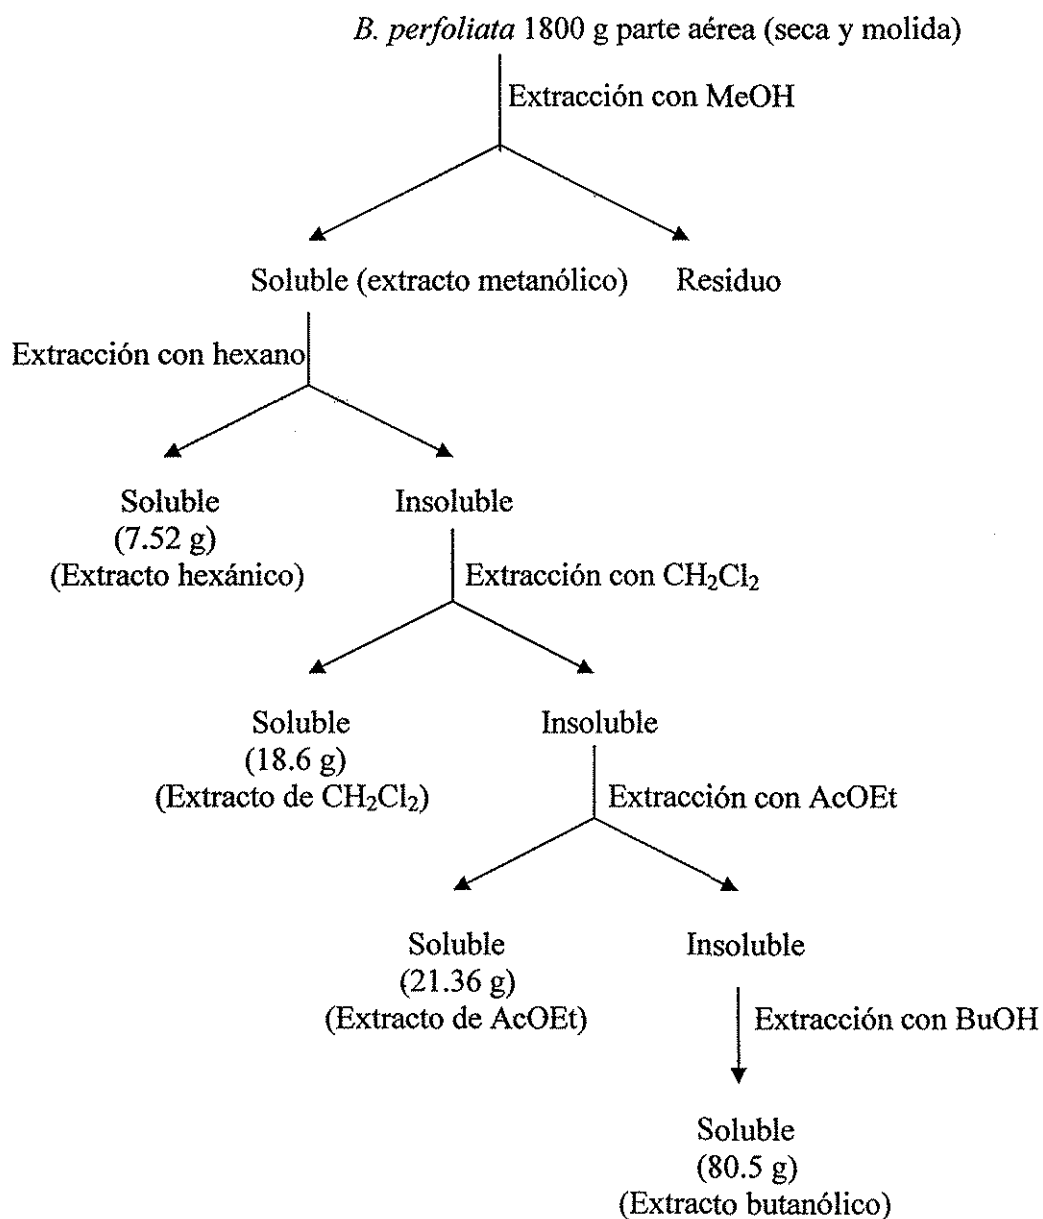 B. perfoliata 1800 g parte aérea (seca y molida)
Extracción con MeOH
Soluble (extracto metanólico)
Residuo
Extracción con hexano
Soluble
(7.52 g)
(Extracto hexánico)
Insoluble
Extracción con CH₂Cl₂
Soluble
(18.6 g)
(Extracto de CH₂Cl₂)
Insoluble
Extracción con AcOEt
Soluble
(21.36 g)
(Extracto de AcOEt)
Insoluble
Extracción con BuOH
Soluble
(80.5 g)
(Extracto butanólico)